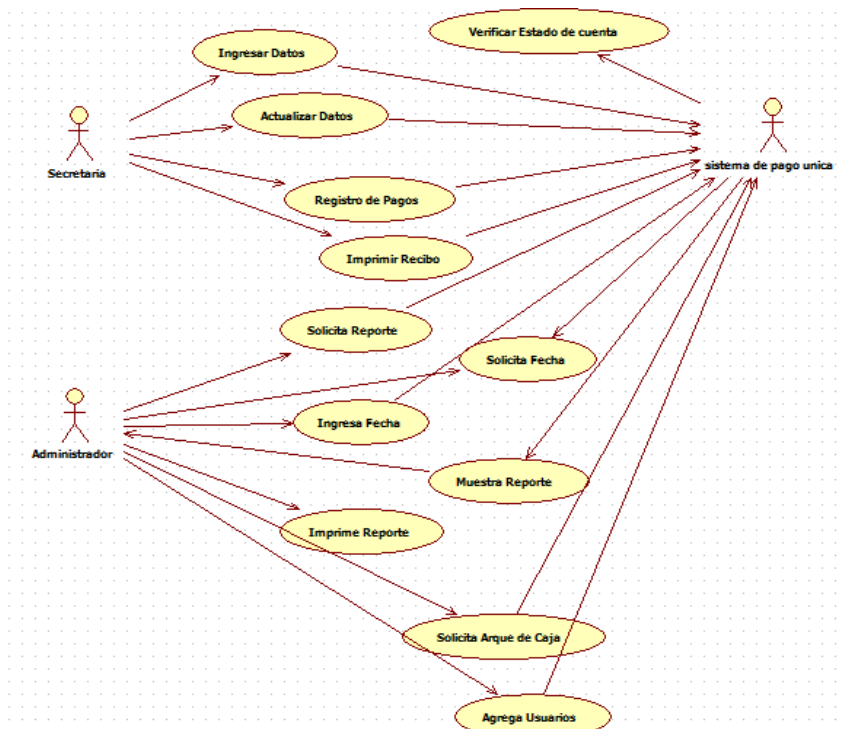 Verificar Estado de cuenta
Ingresar Datos
Actualizar Datos
Secretaria
sistema de pago unica
Registro de Pagos
Imprimir Recibo
Solicita Reporte
Solicita Fecha
Ingresa Fecha
Administrador
Muestra Reporte
Imprime Reporte
Solicita Arque de Caja
Agrega Usuarios